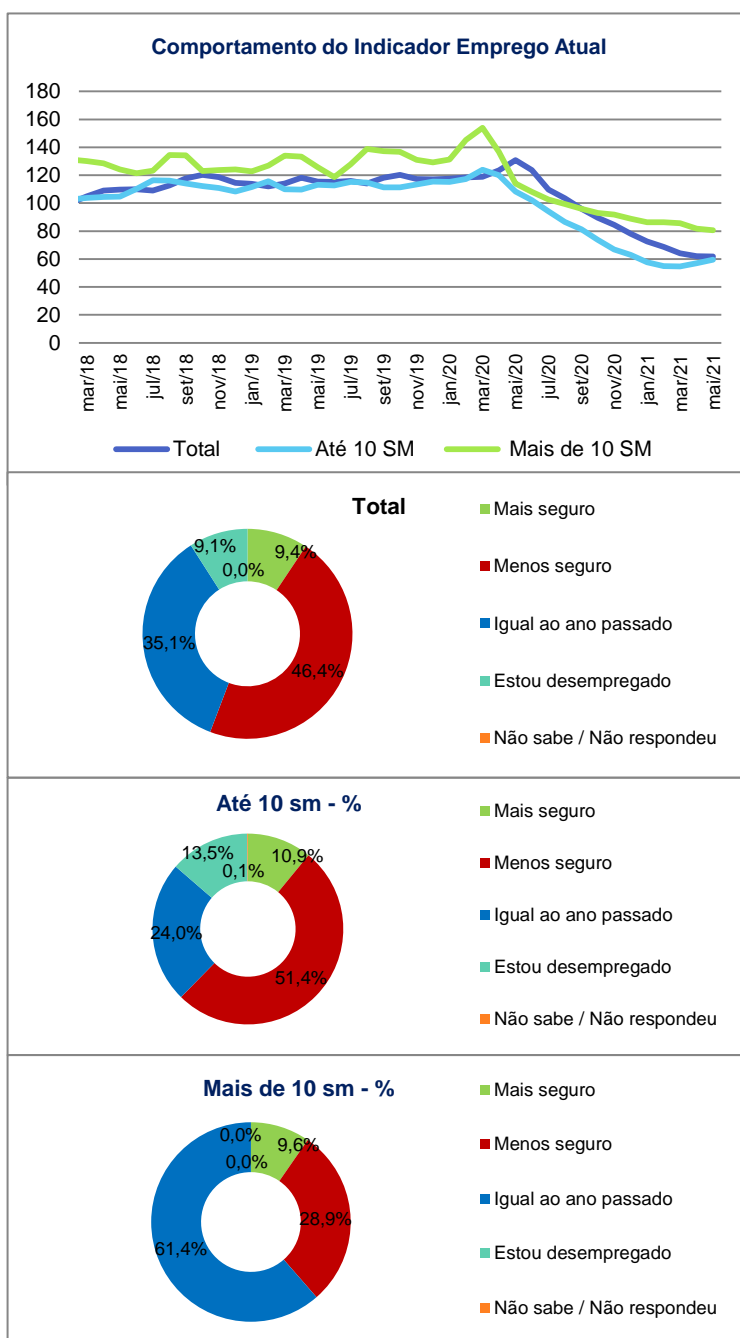 Comportamento do Indicador Emprego Atual
180
160
140
120
100
80
60
40
20
0
mar/18
mai/18
jul/18
set/18
nov/18
jan/19
mar/19
mai/19
jul/19
set/19
nov/19
jan/20
mar/20
mai/20
jul/20
set/20
nov/20
jan/21
mar/21
mai/21
Total
Até 10 SM
Mais de 10 SM
Total
9,1%
0,0%
9,4%
35,1%
46,4%
Mais seguro
Menos seguro
Igual ao ano passado
Estou desempregado
Não sabe / Não respondeu
Até 10 sm - %
13,5%
0,1%
10,9%
24,0%
51,4%
Mais seguro
Menos seguro
Igual ao ano passado
Estou desempregado
Não sabe / Não respondeu
Mais de 10 sm - %
0,0%
0,0%
9,6%
28,9%
61,4%
Mais seguro
Menos seguro
Igual ao ano passado
Estou desempregado
Não sabe / Não respondeu